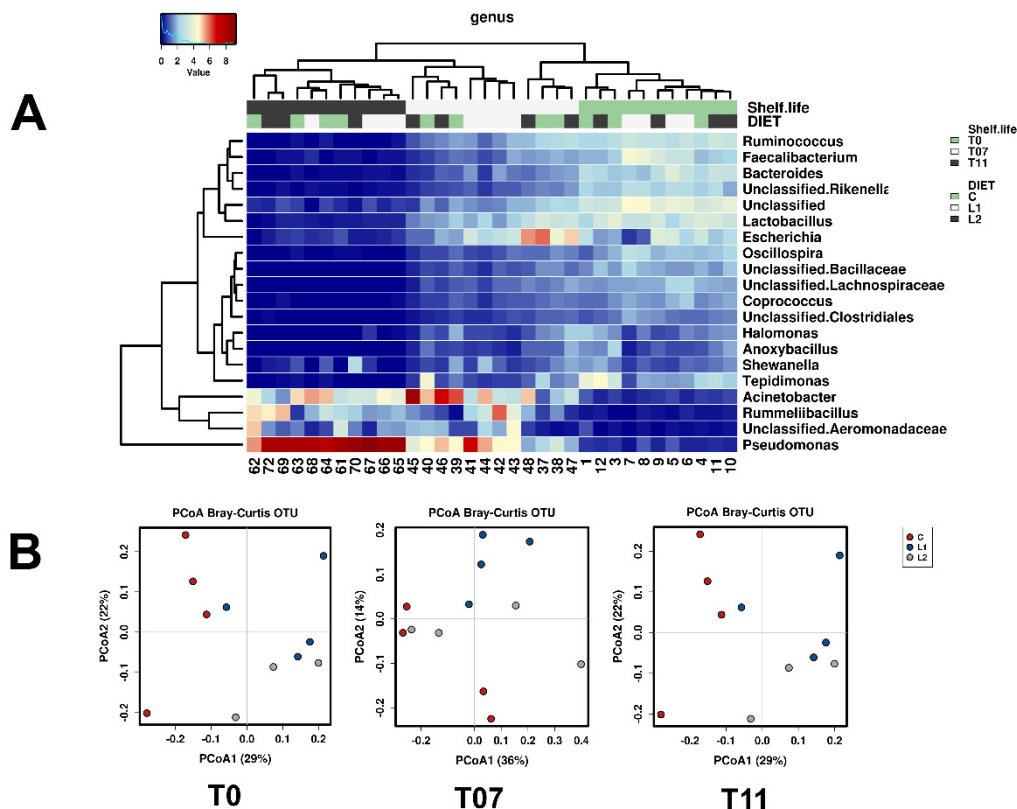 genus
0 2 4 6 8
Value
A
Shelf.life
DIET
Ruminococcus
Faecalibacterium
Bacteroides
Unclassified.Rikenella
Unclassified
Lactobacillus
Escherichia
Oscillospira
Unclassified.Bacillaceae
Unclassified.Lachnospiraceae
Coprococcus
Unclassified.Clostridiales
Halomonas
Anoxybacillus
Shewanella
Tepidimonas
Acinetobacter
Rummeliibacillus
Unclassified.Aeromonadaceae
Pseudomonas
Shelf.life
T0
T07
T11
DIET
C
L1
L2
62 72 69 63 68 64 61 70 67 66 65 45 40 46 39 41 44 42 43 48 37 38 47 1 12 3 7 8 9 5 6 4 11 10
B
PCoA Bray-Curtis OTU
PCoA2 (22%)
0.2
0.1
0.0
-0.1
-0.2
-0.2 -0.1 0.0 0.1 0.2
PCoA1 (29%)
T0
PCoA Bray-Curtis OTU
PCoA2 (14%)
0.2
0.1
0.0
-0.1
-0.2
-0.2 0.0 0.2 0.4
PCoA1 (36%)
T07
PCoA Bray-Curtis OTU
PCoA2 (22%)
0.2
0.1
0.0
-0.1
-0.2
-0.2 -0.1 0.0 0.1 0.2
PCoA1 (29%)
T11
C
L1
L2